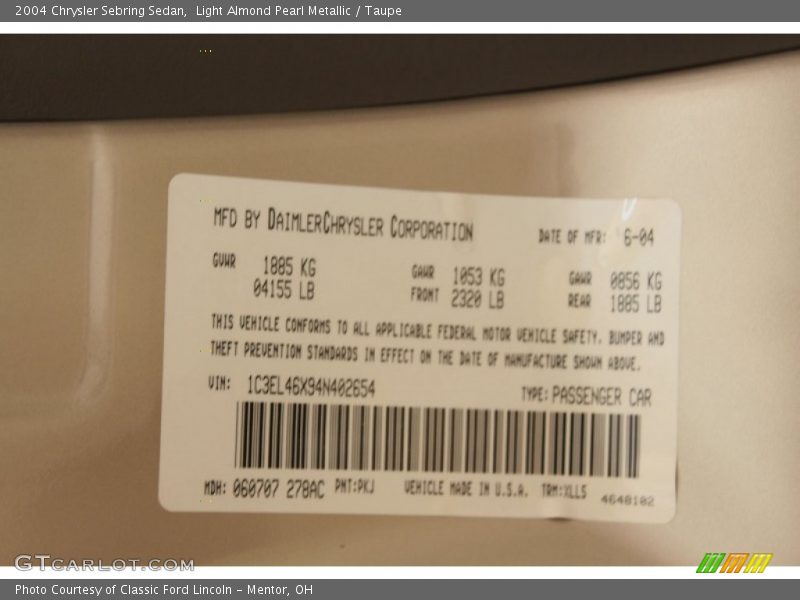 2004 Chrysler Sebring Sedan, Light Almond Pearl Metallic / Taupe
MFD BY DAIMLERCHRYSLER CORPORATION DATE OF MFR: 6-04
GVWR 1885 KG GAWR 1053 KG GAWR 0856 KG
04155 LB FRONT 2320 LB REAR 1885 LB
THIS VEHICLE CONFORMS TO ALL APPLICABLE FEDERAL MOTOR VEHICLE SAFETY, BUMPER AND
THEFT PREVENTION STANDARDS IN EFFECT ON THE DATE OF MANUFACTURE SHOWN ABOVE.
VIN: 1C3EL46X94N402654 TYPE: PASSENGER CAR
MDH: 060707 278AC PNT:PKJ VEHICLE MADE IN U.S.A. TRM:XLL5 4648102
GTCARLOT.COM
Photo Courtesy of Classic Ford Lincoln - Mentor, OH